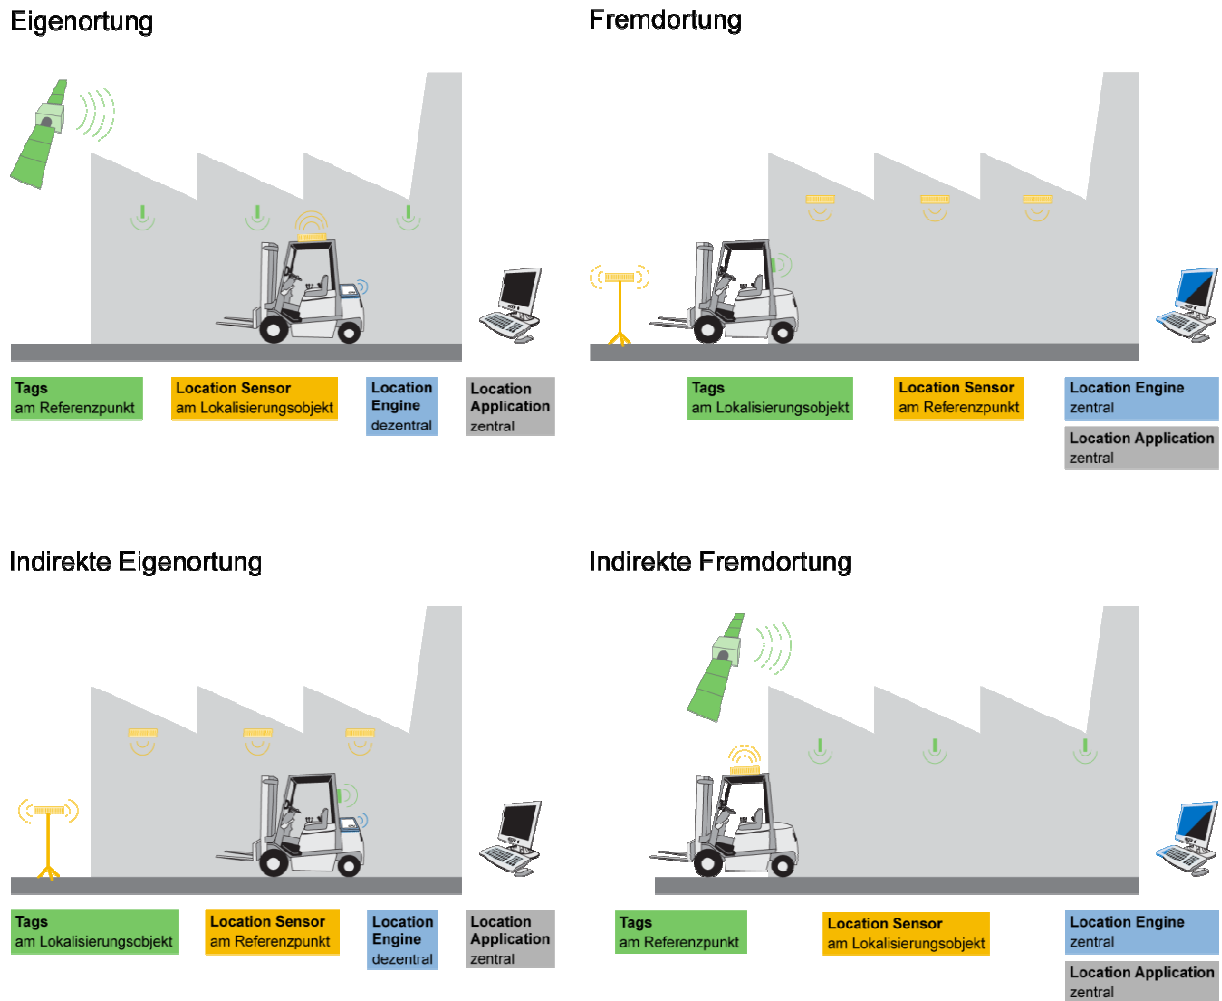 Eigenortung
Tags
am Referenzpunkt
Location Sensor
am Lokalisierungsobjekt
Location
Engine
dezentral
Location
Application
zentral
Fremdortung
Tags
am Lokalisierungsobjekt
Location Sensor
am Referenzpunkt
Location Engine
zentral
Location Application
zentral
Indirekte Eigenortung
Tags
am Lokalisierungsobjekt
Location Sensor
am Referenzpunkt
Location
Engine
dezentral
Location
Application
zentral
Indirekte Fremdortung
Tags
am Referenzpunkt
Location Sensor
am Lokalisierungsobjekt
Location Engine
zentral
Location Application
zentral